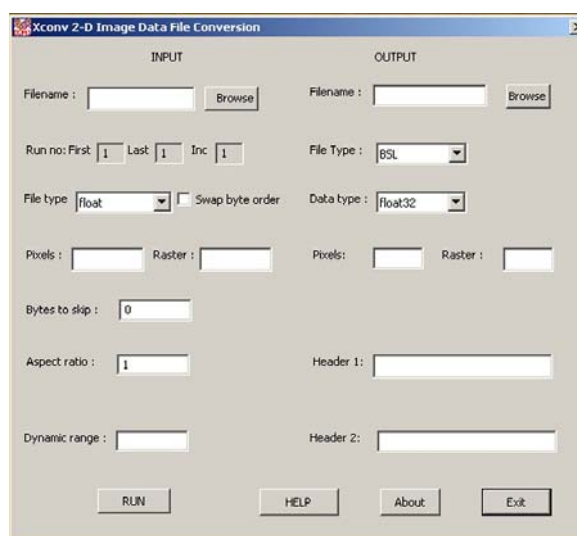 Xconv 2-D Image Data File Conversion
INPUT OUTPUT
Filename : Browse Filename : Browse
Run no: First 1 Last 1 Inc 1 File Type : BSL
File type float Swap byte order Data type : float32
Pixels : Raster : Pixels: Raster :
Bytes to skip : 0
Aspect ratio : 1 Header 1:
Dynamic range : Header 2:
RUN HELP About Exit